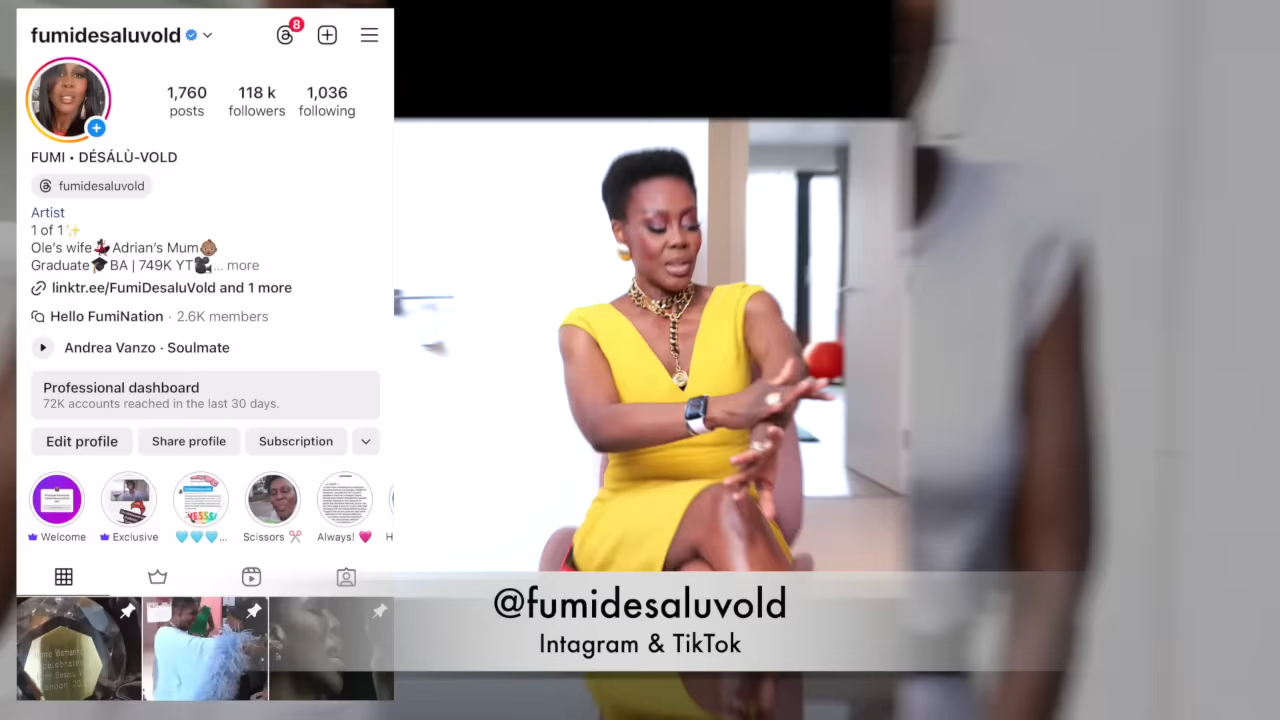 fumidesaluvold
8
1,760 118 k 1,036
posts followers following
FUMI • DÉSÁLÙ-VOLD
fumidesaluvold
Artist
1 of 1✨
Ole's wife💃🏿Adrian's Mum👶🏽
Graduate🎓BA | 749K YT🎥... more
linktr.ee/FumiDesaluVold and 1 more
Hello FumiNation · 2.6K members
Andrea Vanzo · Soulmate
Professional dashboard
72K accounts reached in the last 30 days.
Edit profile Share profile Subscription
YESSS!
Welcome Exclusive 🩵🩵🩵... Scissors ✂️ Always! 💗 H
@fumidesaluvold
Intagram & TikTok